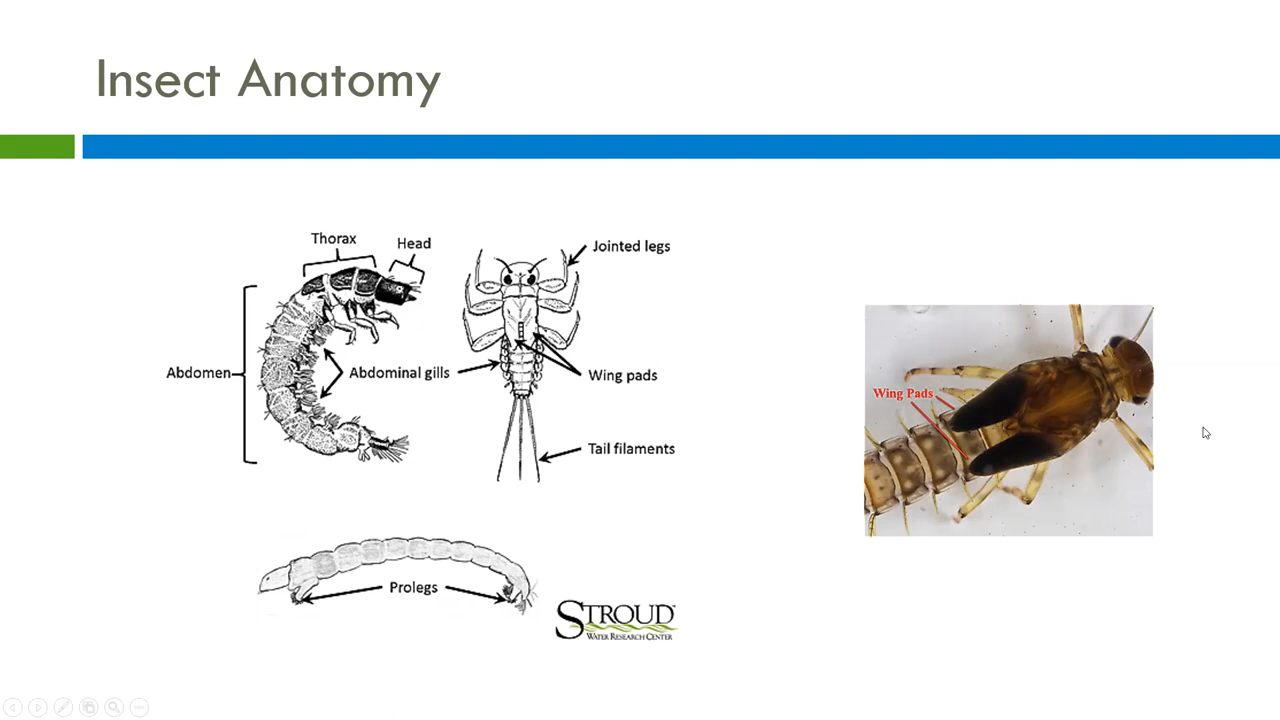 Insect Anatomy
Thorax
Head
Jointed legs
Abdomen
Abdominal gills
Wing pads
Tail filaments
Prolegs
STROUD™
WATER RESEARCH CENTER
Wing Pads